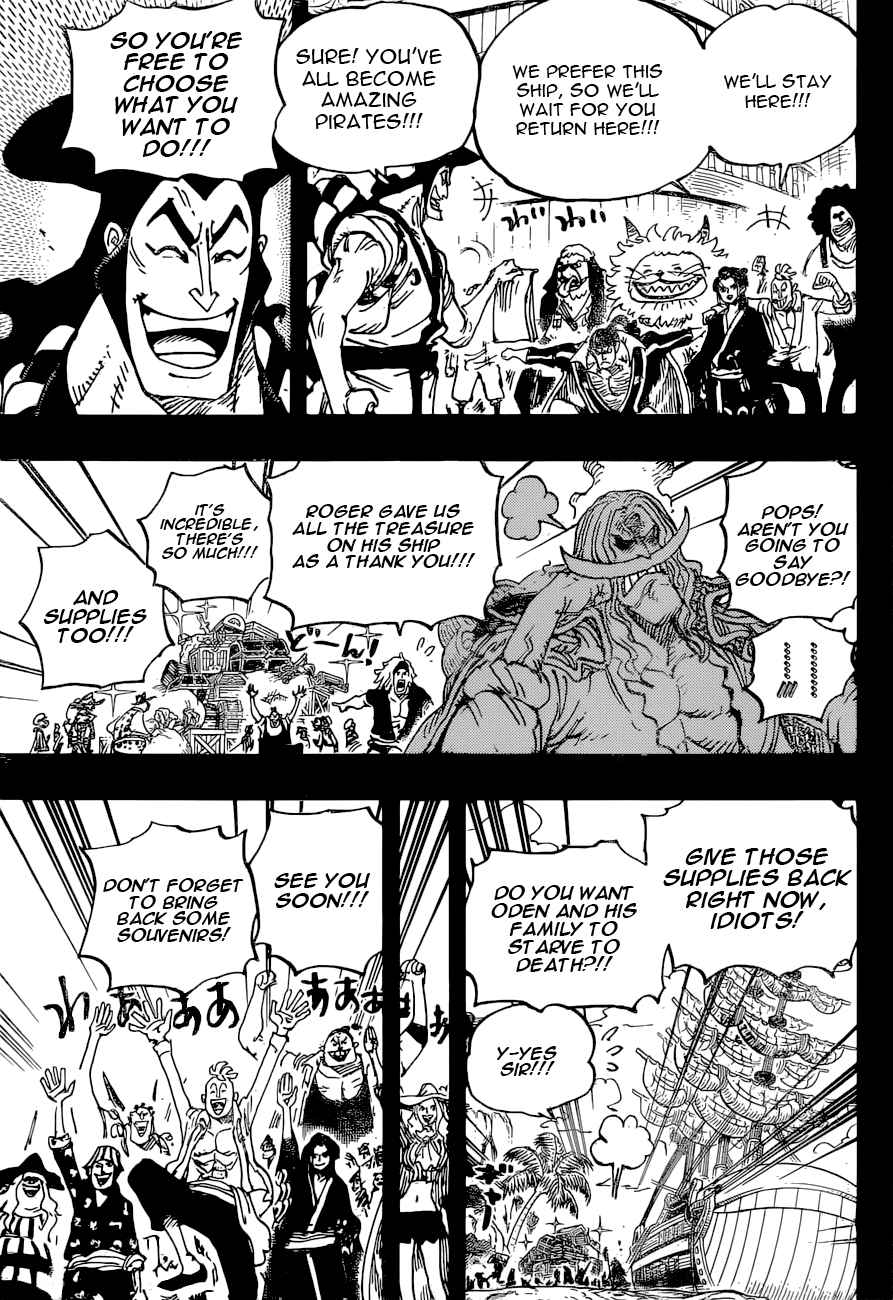 WE'LL STAY
HERE!!!
WE PREFER THIS
SHIP, SO WE'LL
WAIT FOR YOU
RETURN HERE!!!
SURE! YOU'VE
ALL BECOME
AMAZING
PIRATES!!!
SO YOU'RE
FREE TO
CHOOSE
WHAT YOU
WANT TO
DO!!!
わいわい
POPS!
AREN'T YOU
GOING TO
SAY
GOODBYE?!
ROGER GAVE US
ALL THE TREASURE
ON HIS SHIP
AS A THANK YOU!!!
IT'S
INCREDIBLE,
THERE'S
SO MUCH!!!
AND
SUPPLIES
TOO!!!
どーん!
GIVE THOSE
SUPPLIES BACK
RIGHT NOW,
IDIOTS!
DO YOU WANT
ODEN AND HIS
FAMILY TO
STARVE TO
DEATH?!!
Y-YES
SIR!!!
SEE YOU
SOON!!!
DON'T FORGET
TO BRING
BACK SOME
SOUVENIRS!